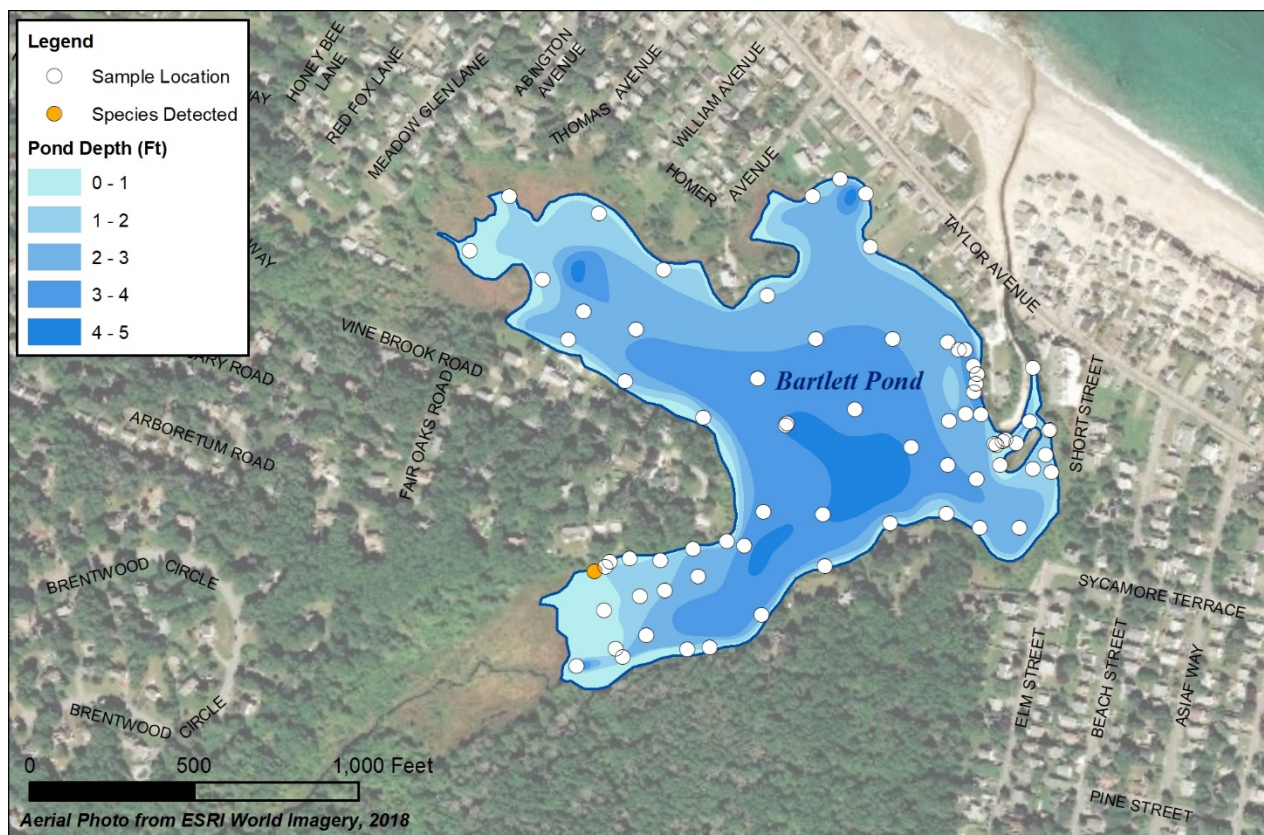 Legend
Sample Location
Species Detected
Pond Depth (Ft)
0 - 1
1 - 2
2 - 3
3 - 4
4 - 5
HONEY BEE
LANE
RED FOX LANE
MEADOW GLEN LANE
ABINGTON
AVENUE
THOMAS AVENUE
WILLIAM AVENUE
HOMER AVENUE
TAYLOR AVENUE
WAY
WAY
VINE BROOK ROAD
ROAD
ARBORETUM ROAD
FAIR OAKS ROAD
Bartlett Pond
SHORT STREET
BRENTWOOD CIRCLE
SYCAMORE TERRACE
ELM STREET
BEACH STREET
ASIAF WAY
BRENTWOOD CIRCLE
PINE STREET
0 500 1,000 Feet
Aerial Photo from ESRI World Imagery, 2018